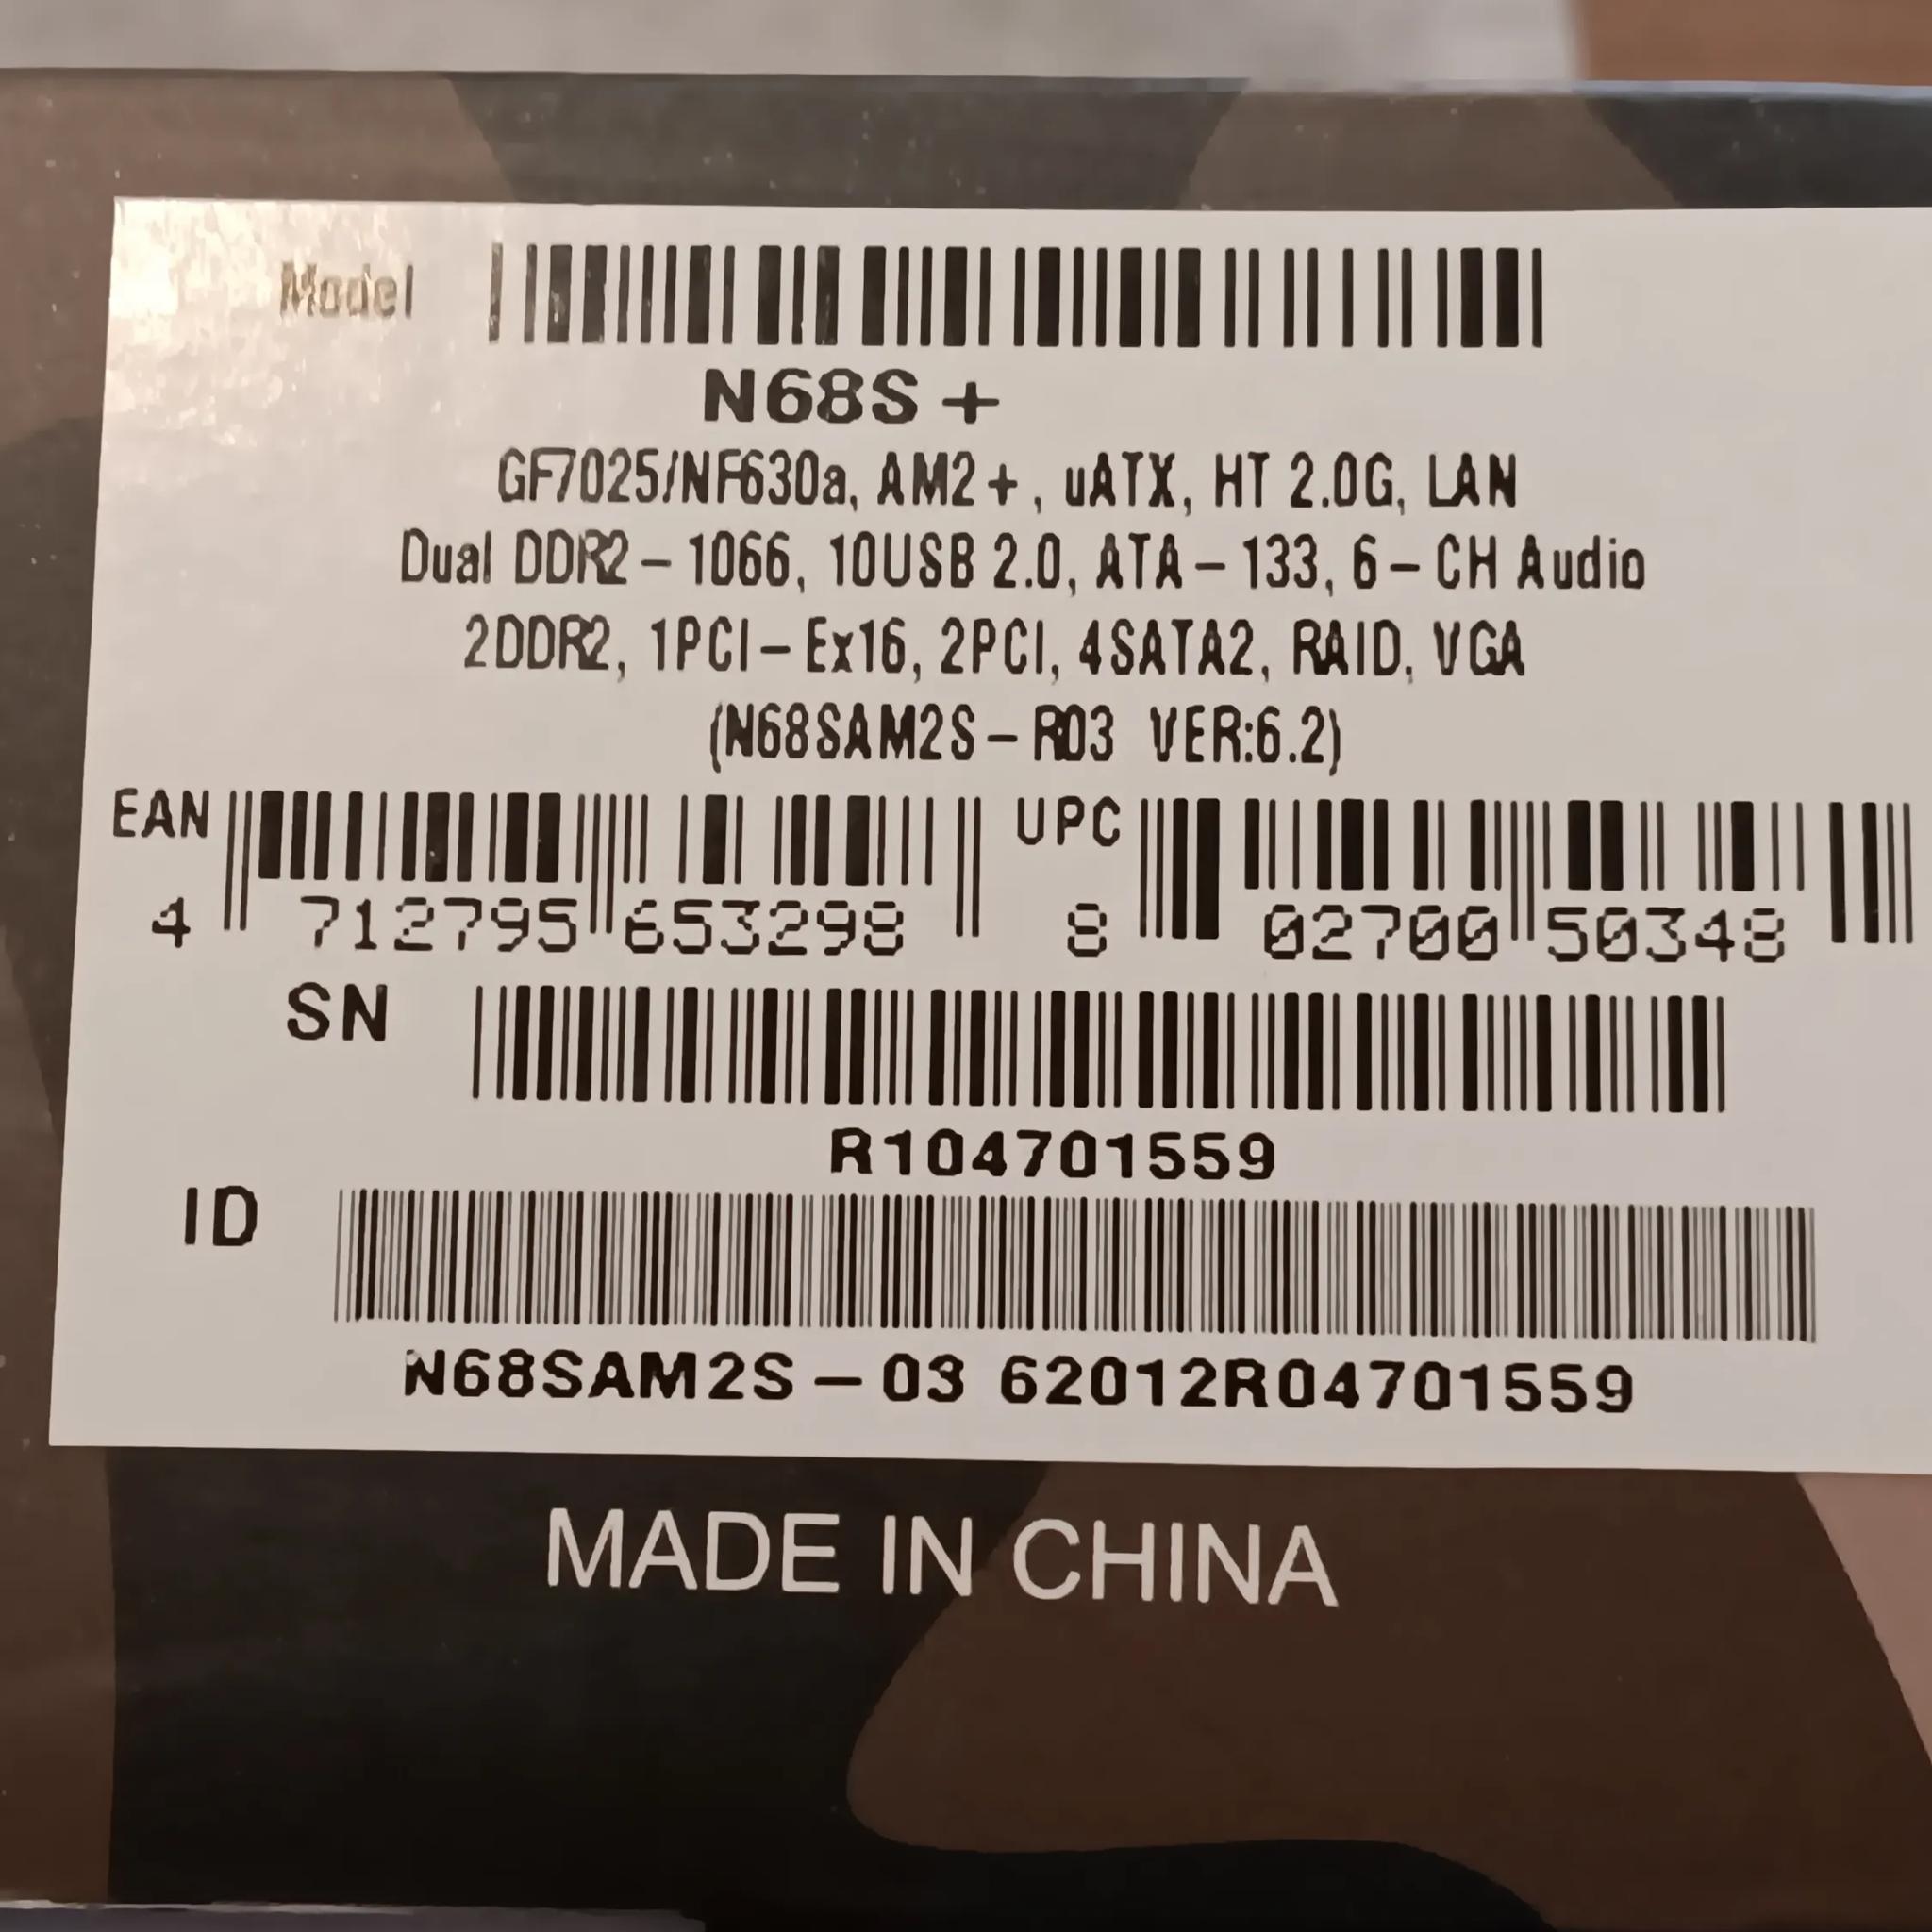 Model
N68S +
GF7025/NF630a, AM2+ , uATX, HT 2.0G, LAN
Dual DDR2 – 1066, 10USB 2.0, ATA – 133, 6 – CH Audio
2DDR2, 1PCI – Ex16, 2PCI, 4SATA2, RAID, VGA
(N68SAM2S – R03 VER:6.2)
EAN 4 712795 653298 UPC 8 02700 50348
SN
R104701559
ID
N68SAM2S – 03 62012R04701559
MADE IN CHINA